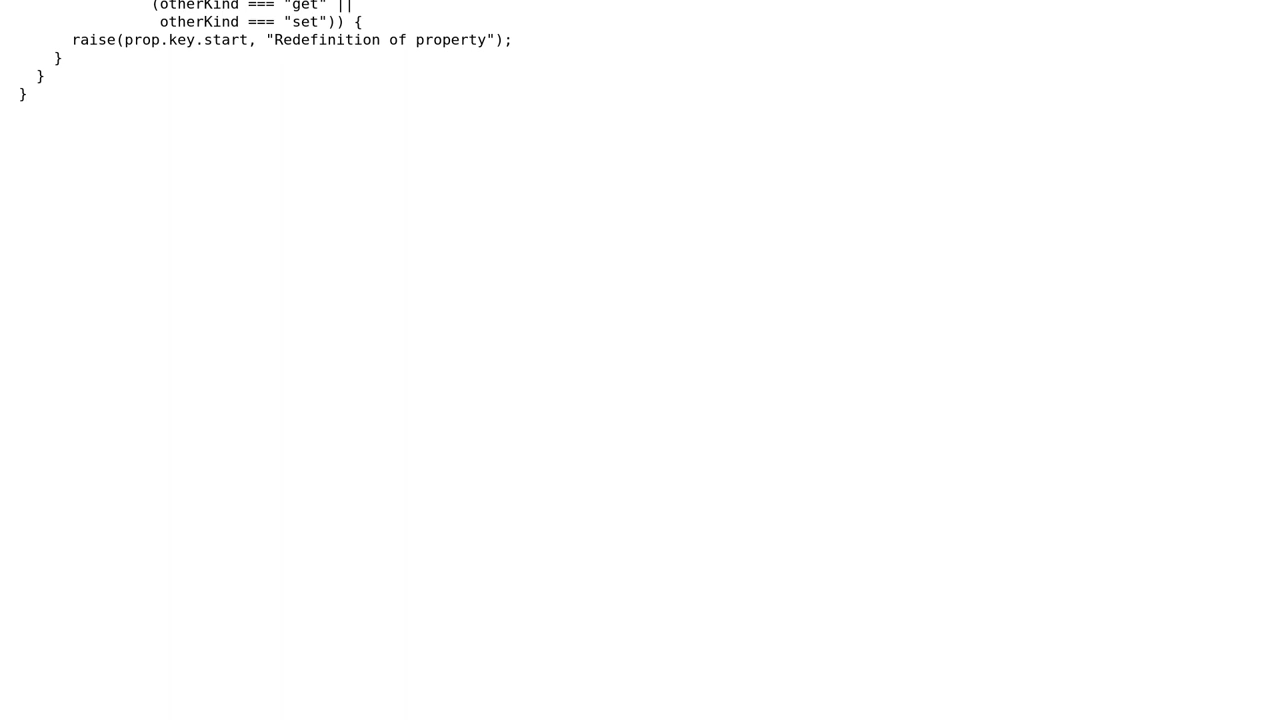 (otherKind === "get" ||
                otherKind === "set")) {
      raise(prop.key.start, "Redefinition of property");
    }
  }
}